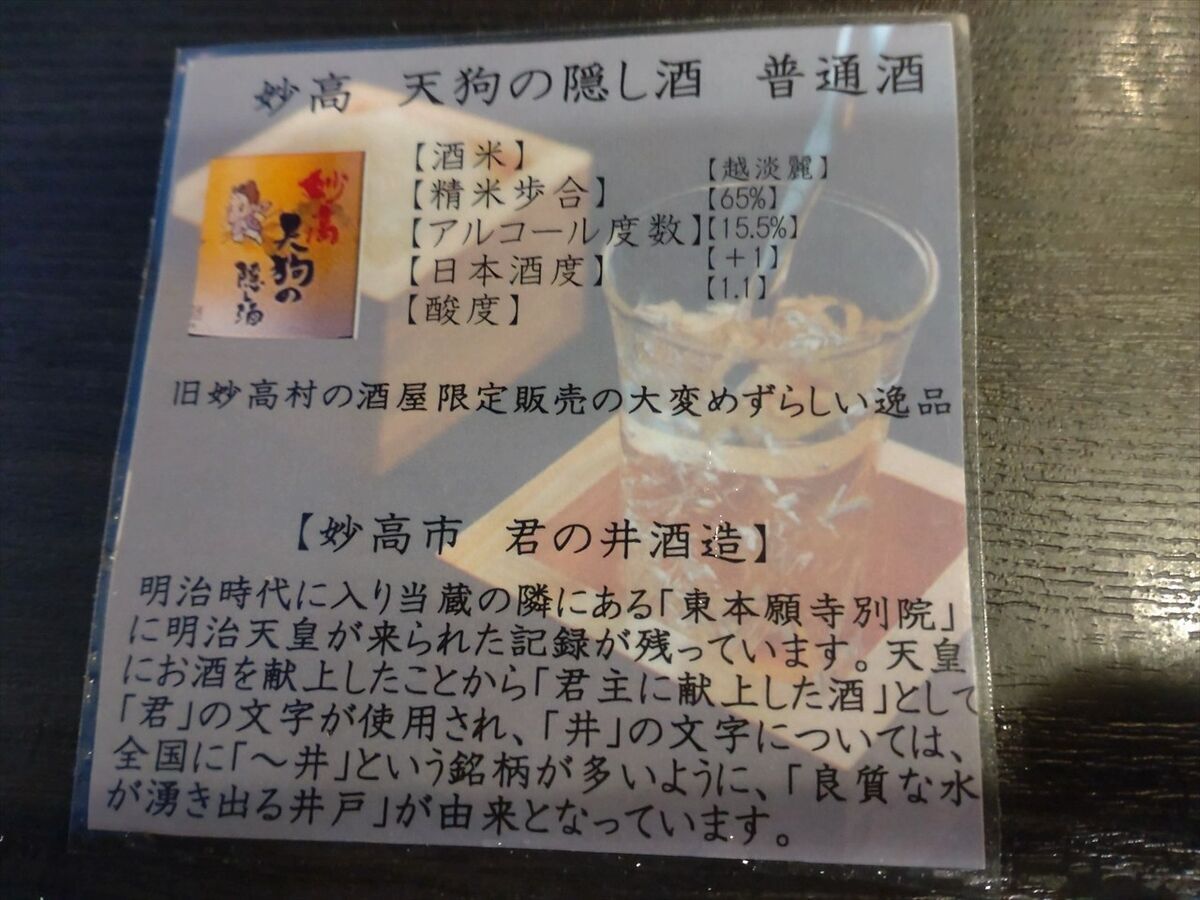 妙高 天狗の隠し酒 普通酒
妙高
天狗の
隠し酒
【酒米】 【越淡麗】
【精米歩合】 【65%】
【アルコール度数】【15.5%】
【日本酒度】 【+1】
【酸度】 【1.1】
旧妙高村の酒屋限定販売の大変めずらしい逸品
【妙高市 君の井酒造】
明治時代に入り当蔵の隣にある「東本願寺別院」
に明治天皇が来られた記録が残っています。天皇
にお酒を献上したことから「君主に献上した酒」として
「君」の文字が使用され、「井」の文字については、
全国に「～井」という銘柄が多いように、「良質な水
が湧き出る井戸」が由来となっています。